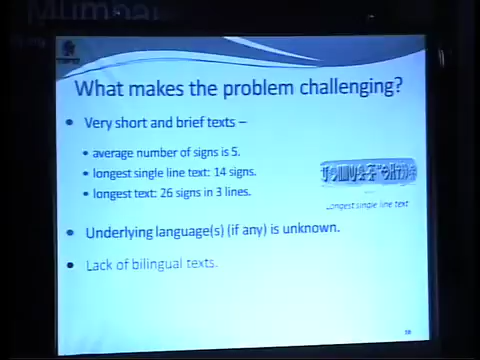 Mumbai
TIFR
What makes the problem challenging?
• Very short and brief texts –
• average number of signs is 5.
• longest single line text: 14 signs.
• longest text: 26 signs in 3 lines.
Longest single line text
• Underlying language(s) (if any) is unknown.
• Lack of bilingual texts.